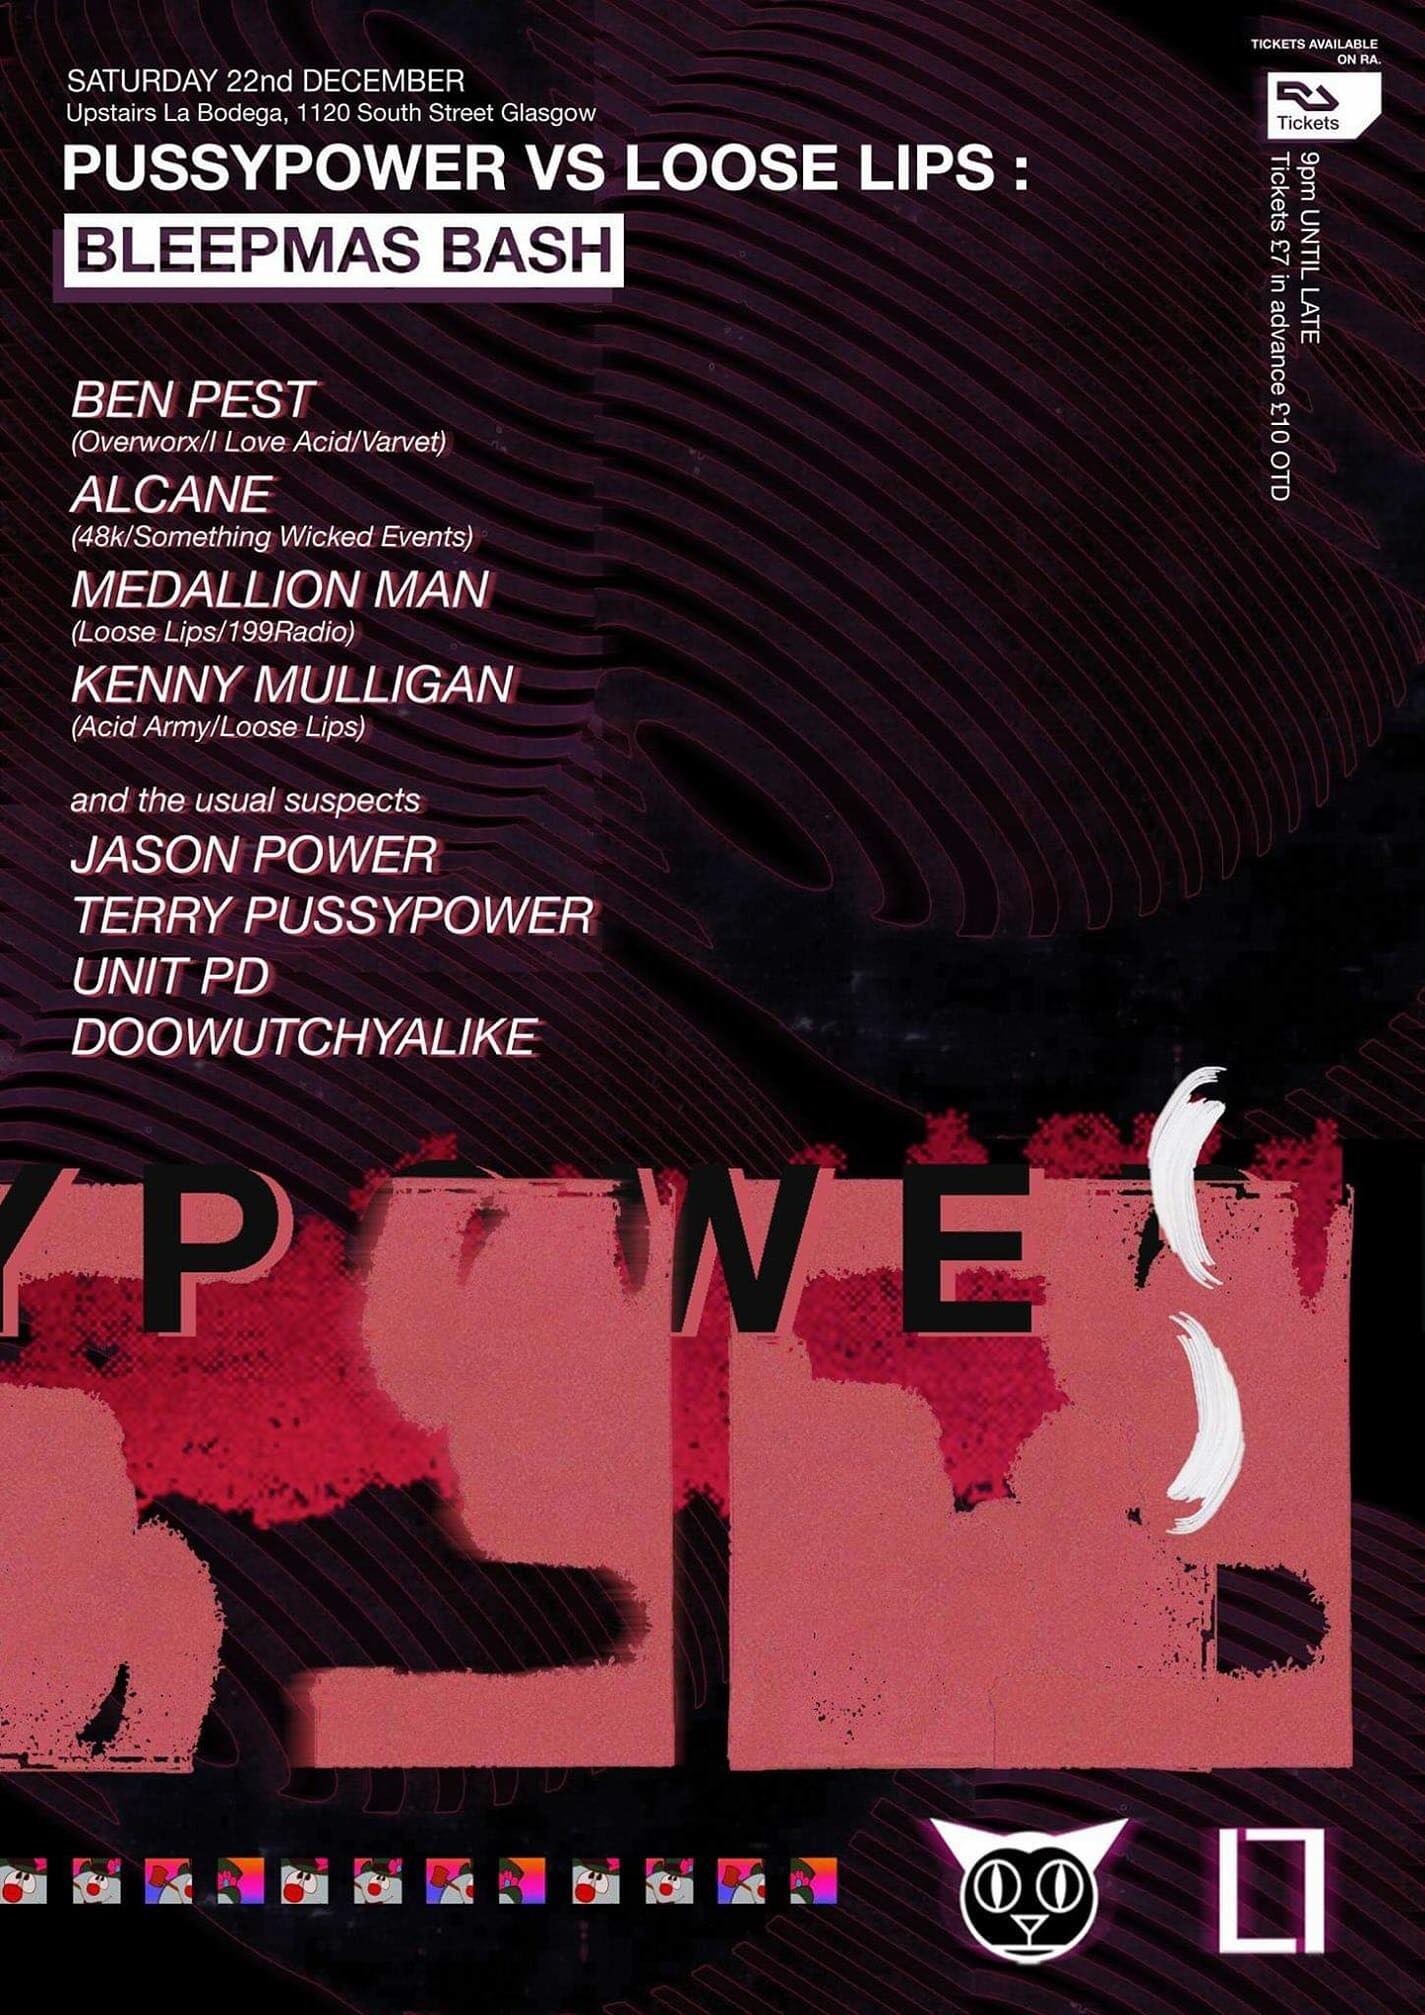 SATURDAY 22nd DECEMBER
Upstairs La Bodega, 1120 South Street Glasgow
PUSSYPOWER VS LOOSE LIPS :
BLEEPMAS BASH
TICKETS AVAILABLE
ON RA.
Tickets
9pm UNTIL LATE
Tickets £7 in advance £10 OTD
BEN PEST
(Overworx/I Love Acid/Varvet)
ALCANE
(48k/Something Wicked Events)
MEDALLION MAN
(Loose Lips/199Radio)
KENNY MULLIGAN
(Acid Army/Loose Lips)
and the usual suspects
JASON POWER
TERRY PUSSYPOWER
UNIT PD
DOOWUTCHYALIKE
YPOWER